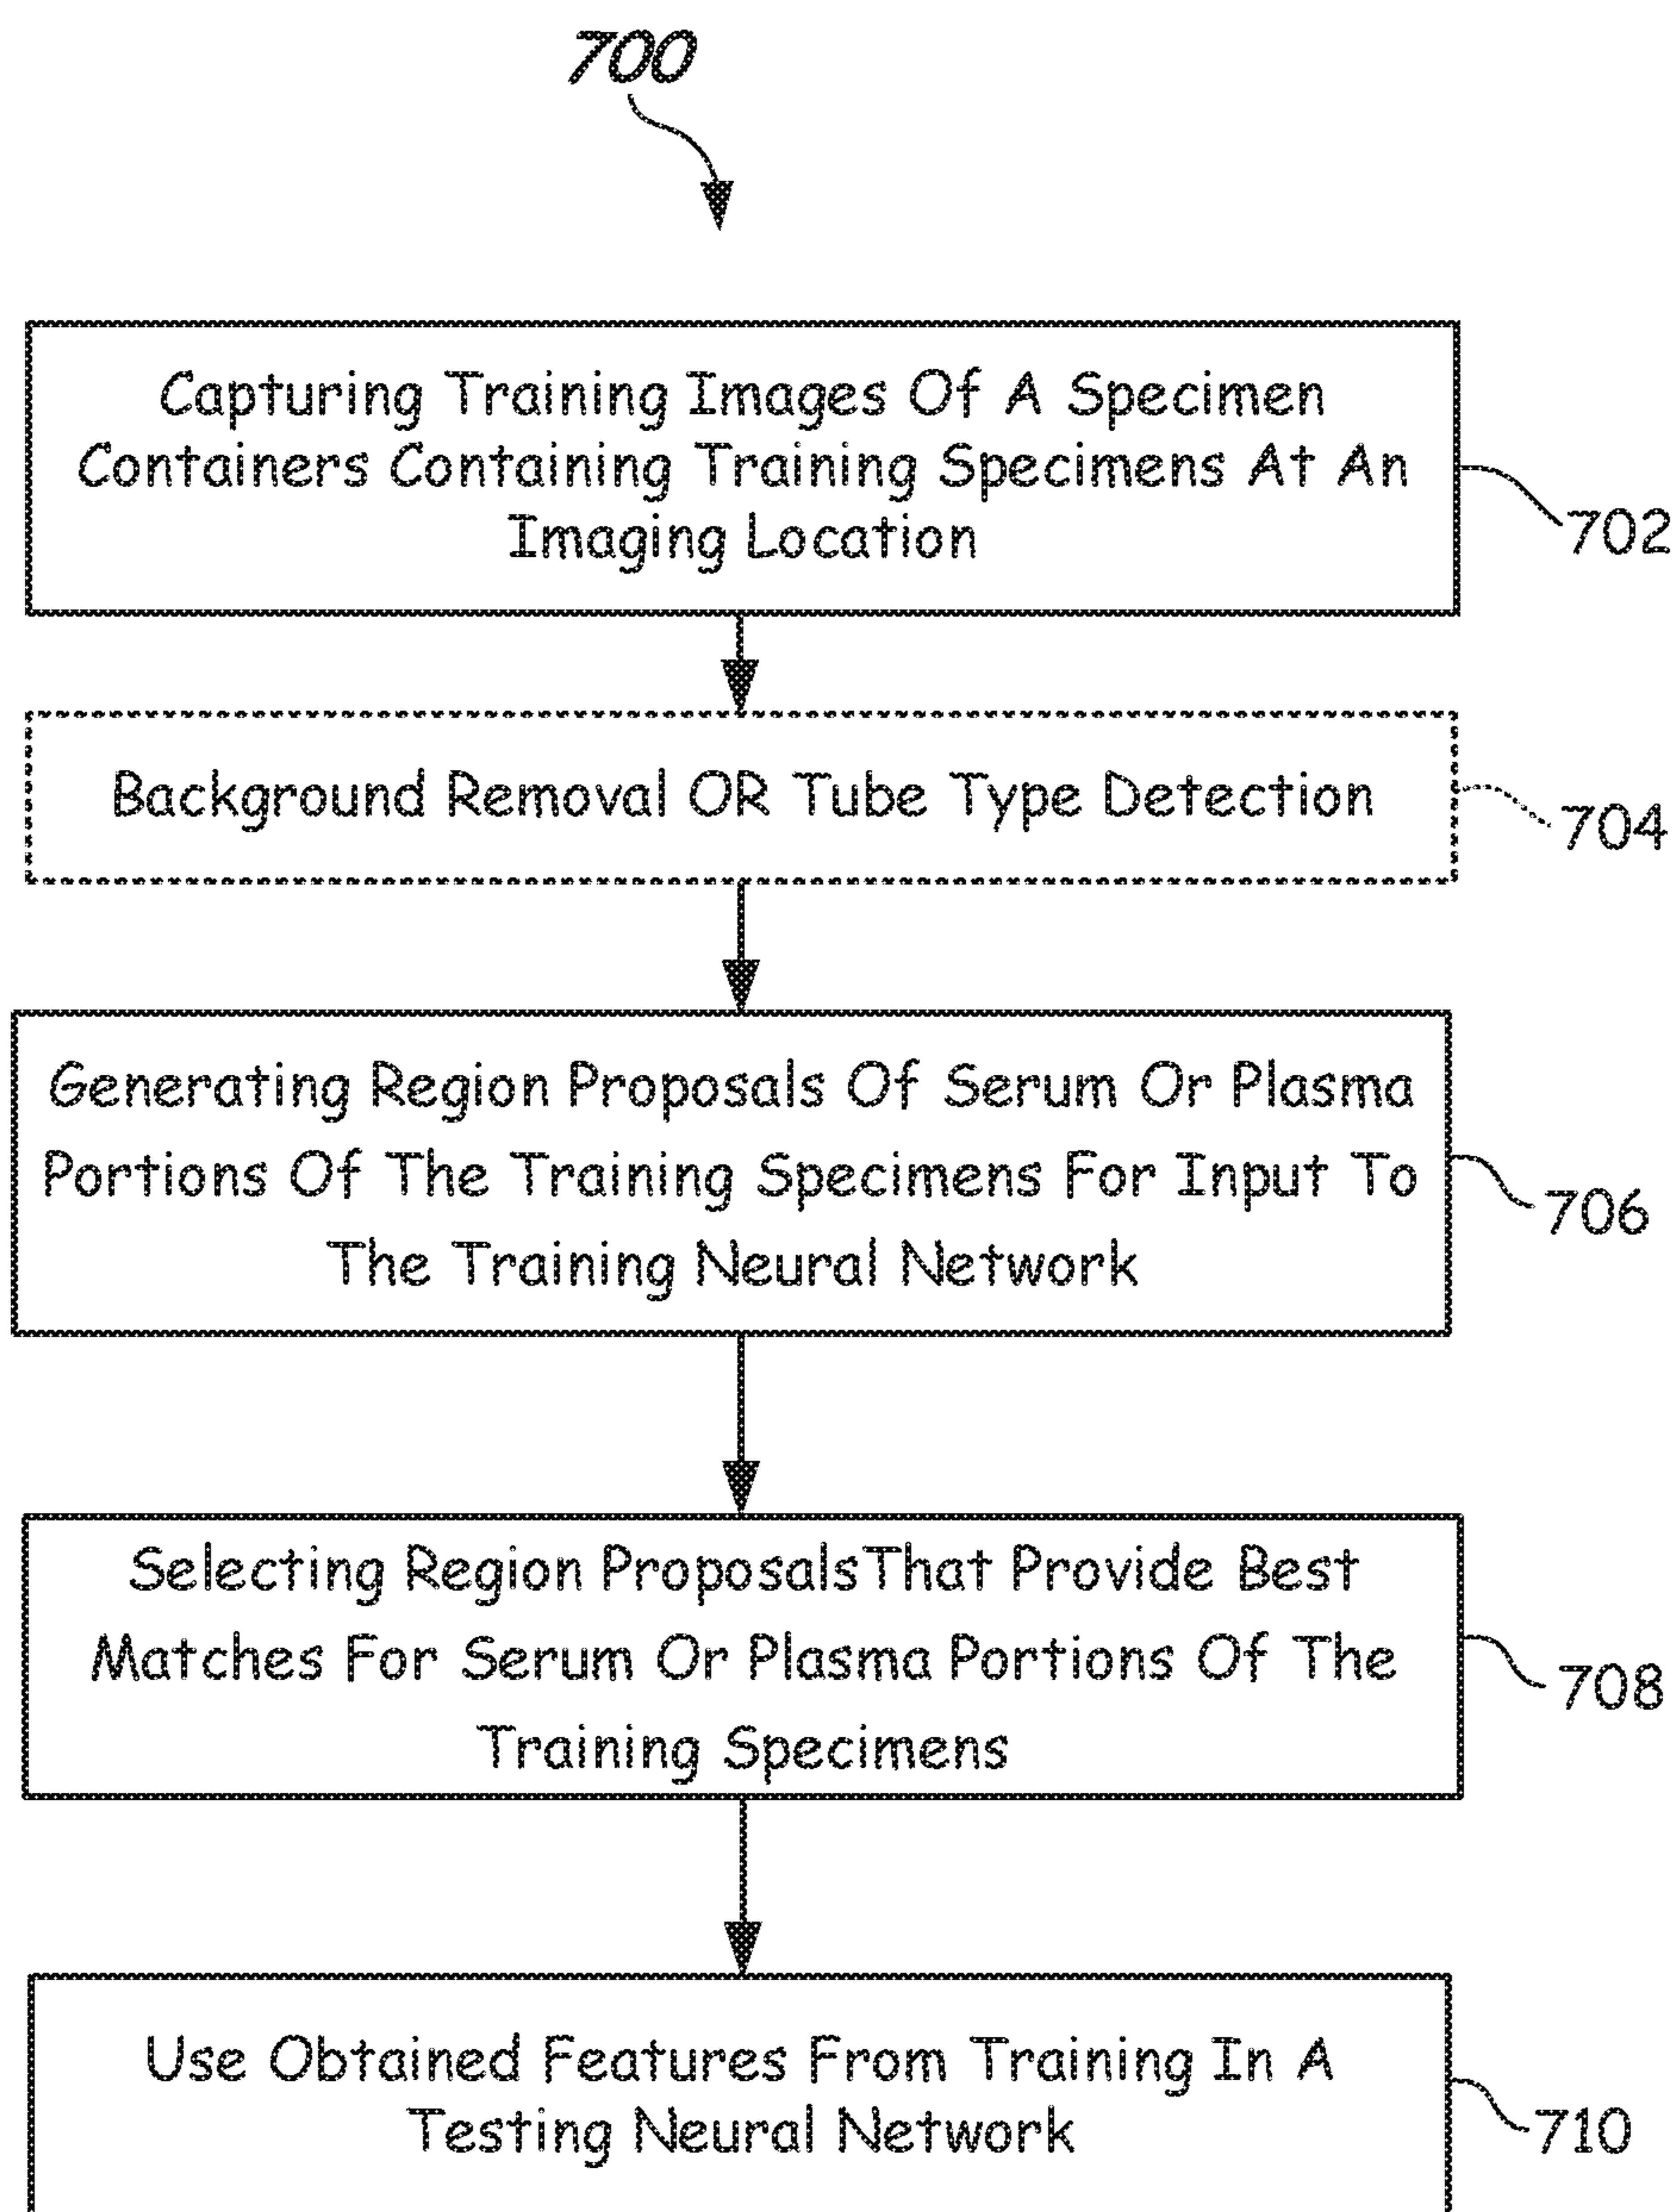 700
Capturing Training Images Of A Specimen
Containers Containing Training Specimens At An
Imaging Location
702
Background Removal OR Tube Type Detection
704
Generating Region Proposals Of Serum Or Plasma
Portions Of The Training Specimens For Input To
The Training Neural Network
706
Selecting Region ProposalsThat Provide Best
Matches For Serum Or Plasma Portions Of The
Training Specimens
708
Use Obtained Features From Training In A
Testing Neural Network
710